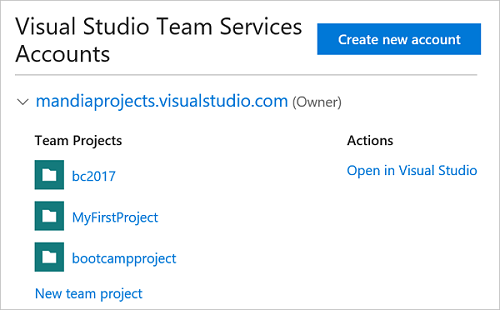 Visual Studio Team Services
Accounts
Create new account
mandiaprojects.visualstudio.com (Owner)
Team Projects
Actions
bc2017
Open in Visual Studio
MyFirstProject
bootcampproject
New team project